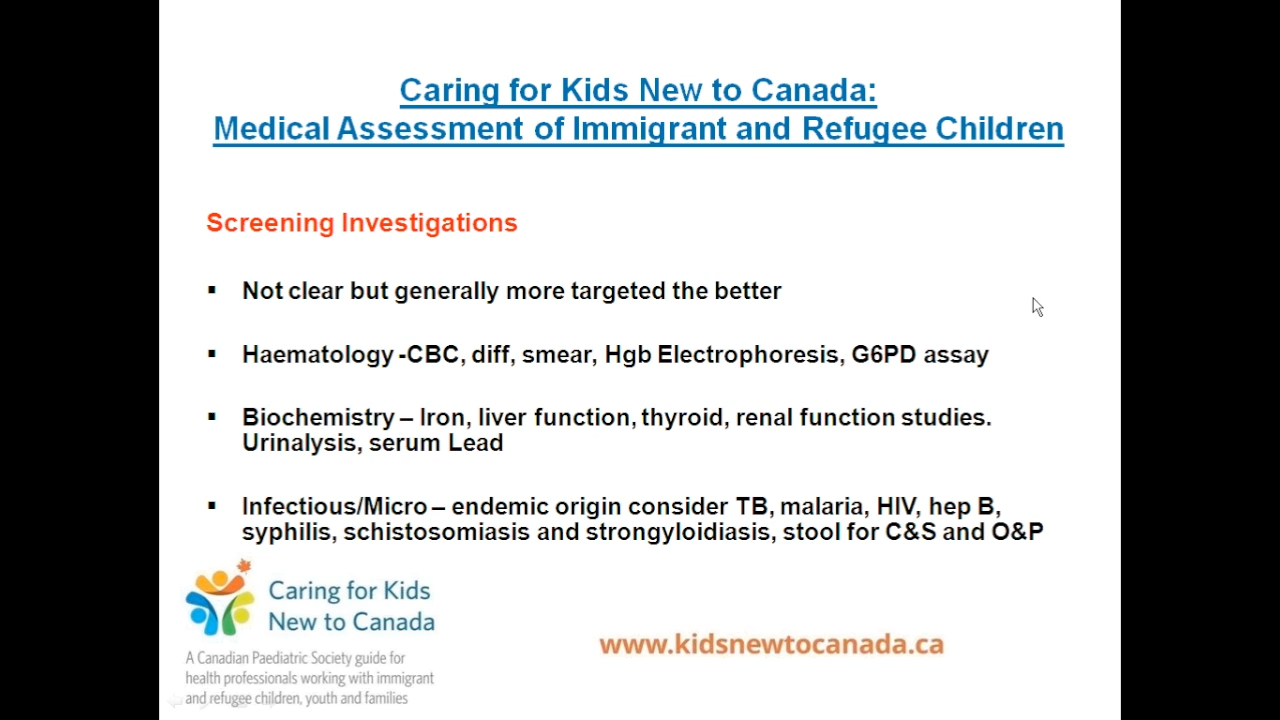 Caring for Kids New to Canada:
Medical Assessment of Immigrant and Refugee Children
Screening Investigations
▪ Not clear but generally more targeted the better
▪ Haematology -CBC, diff, smear, Hgb Electrophoresis, G6PD assay
▪ Biochemistry – Iron, liver function, thyroid, renal function studies.
Urinalysis, serum Lead
▪ Infectious/Micro – endemic origin consider TB, malaria, HIV, hep B,
syphilis, schistosomiasis and strongyloidiasis, stool for C&S and O&P
Caring for Kids
New to Canada
A Canadian Paediatric Society guide for
health professionals working with immigrant
and refugee children, youth and families
www.kidsnewtocanada.ca